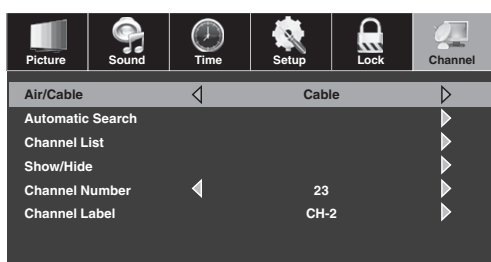 Picture Sound Time Setup Lock Channel
Air/Cable Cable
Automatic Search
Channel List
Show/Hide
Channel Number 23
Channel Label CH-2